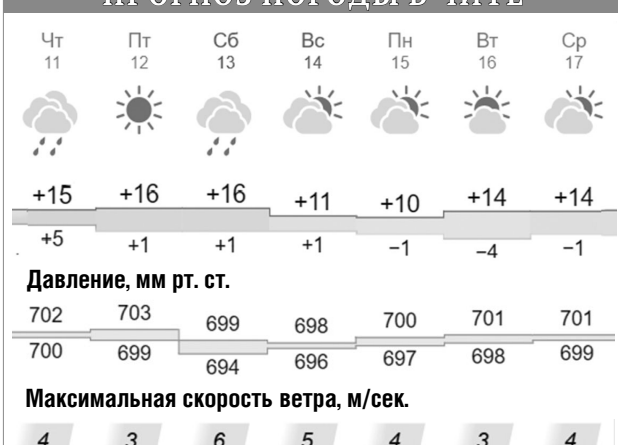 ПРОГНОЗ ПОГОДЫ В ЧИТЕ
Чт Пт Сб Вс Пн Вт Ср
11 12 13 14 15 16 17
+15 +16 +16 +11 +10 +14 +14
+5 +1 +1 +1 −1 −4 −1
Давление, мм рт. ст.
702 703 699 698 700 701 701
700 699 694 696 697 698 699
Максимальная скорость ветра, м/сек.
4 3 6 5 4 3 4